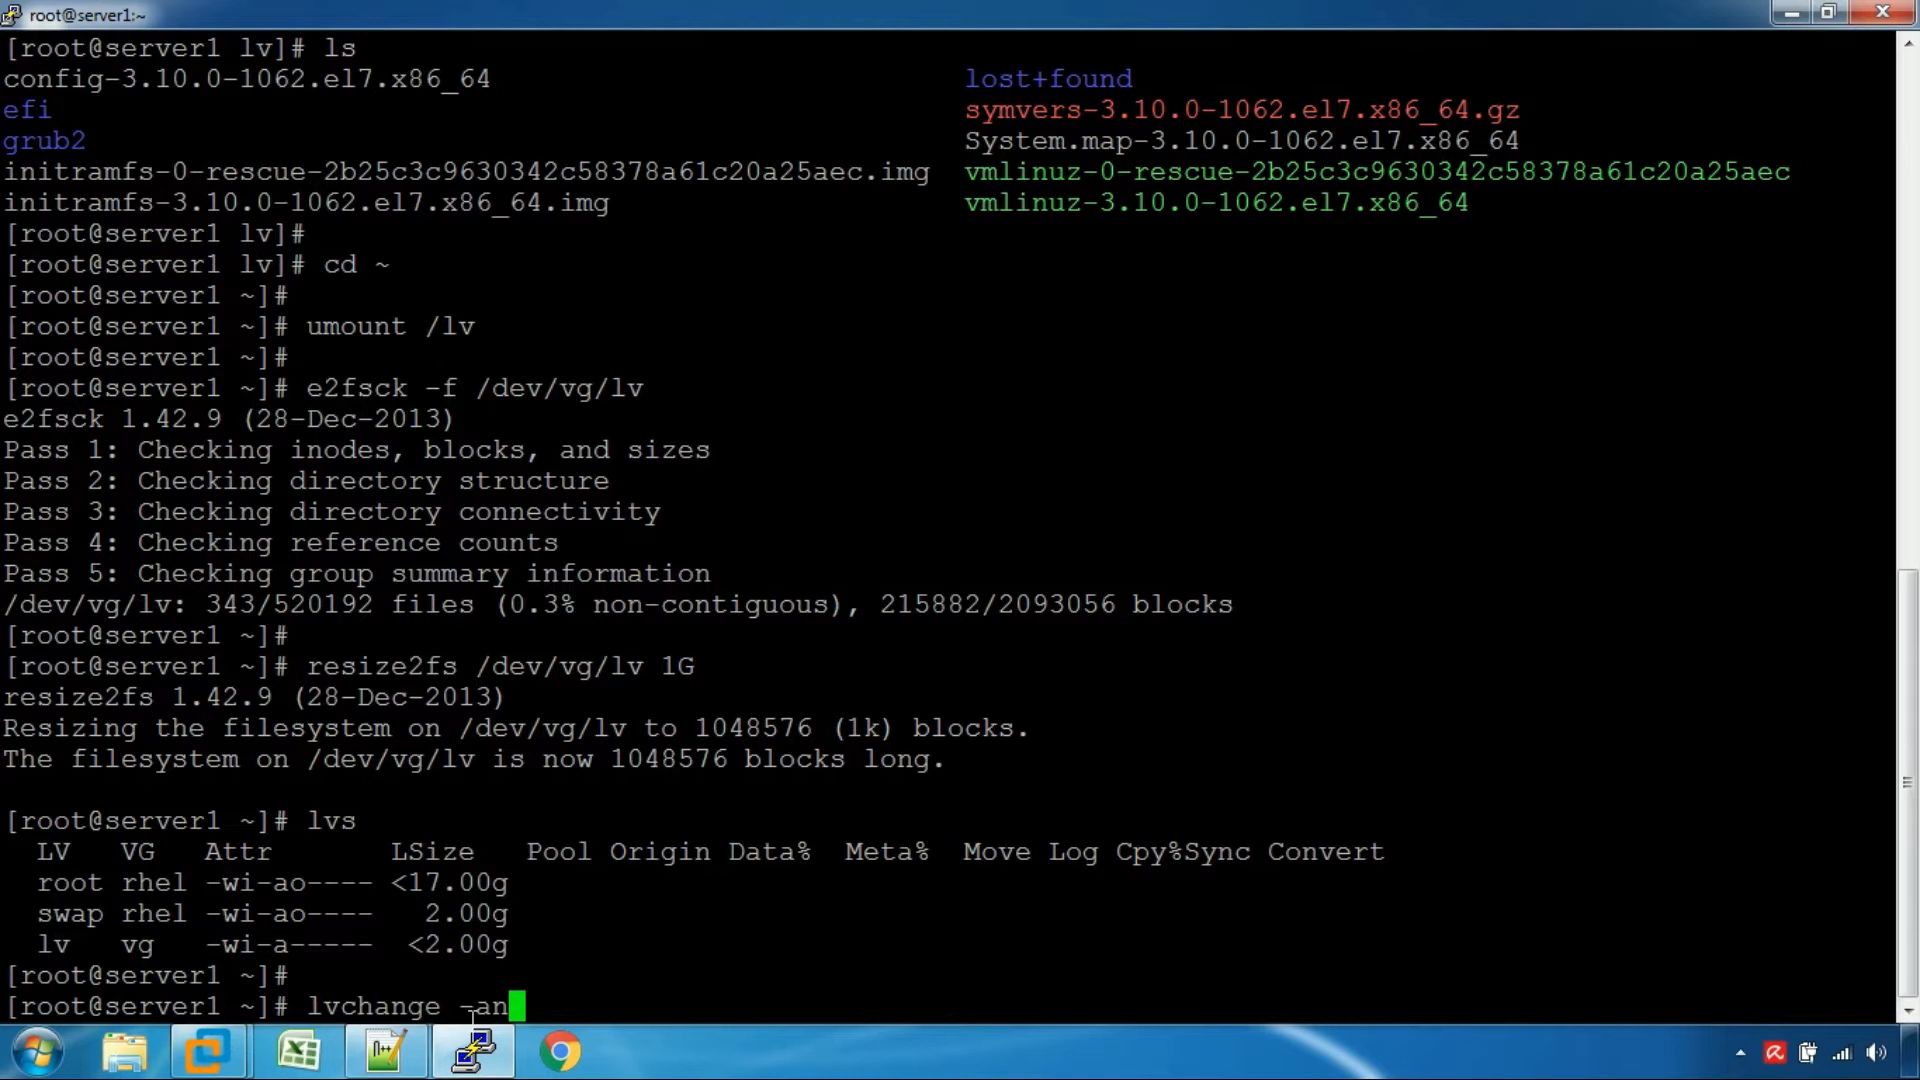 root@server1:~
[root@server1 lv]# ls
config-3.10.0-1062.el7.x86_64 lost+found
efi symvers-3.10.0-1062.el7.x86_64.gz
grub2 System.map-3.10.0-1062.el7.x86_64
initramfs-0-rescue-2b25c3c9630342c58378a61c20a25aec.img vmlinuz-0-rescue-2b25c3c9630342c58378a61c20a25aec
initramfs-3.10.0-1062.el7.x86_64.img vmlinuz-3.10.0-1062.el7.x86_64
[root@server1 lv]#
[root@server1 lv]# cd ~
[root@server1 ~]#
[root@server1 ~]# umount /lv
[root@server1 ~]#
[root@server1 ~]# e2fsck -f /dev/vg/lv
e2fsck 1.42.9 (28-Dec-2013)
Pass 1: Checking inodes, blocks, and sizes
Pass 2: Checking directory structure
Pass 3: Checking directory connectivity
Pass 4: Checking reference counts
Pass 5: Checking group summary information
/dev/vg/lv: 343/520192 files (0.3% non-contiguous), 215882/2093056 blocks
[root@server1 ~]#
[root@server1 ~]# resize2fs /dev/vg/lv 1G
resize2fs 1.42.9 (28-Dec-2013)
Resizing the filesystem on /dev/vg/lv to 1048576 (1k) blocks.
The filesystem on /dev/vg/lv is now 1048576 blocks long.
[root@server1 ~]# lvs
LV VG Attr LSize Pool Origin Data% Meta% Move Log Cpy%Sync Convert
root rhel -wi-ao---- <17.00g
swap rhel -wi-ao---- 2.00g
lv vg -wi-a----- <2.00g
[root@server1 ~]#
[root@server1 ~]# lvchange -an